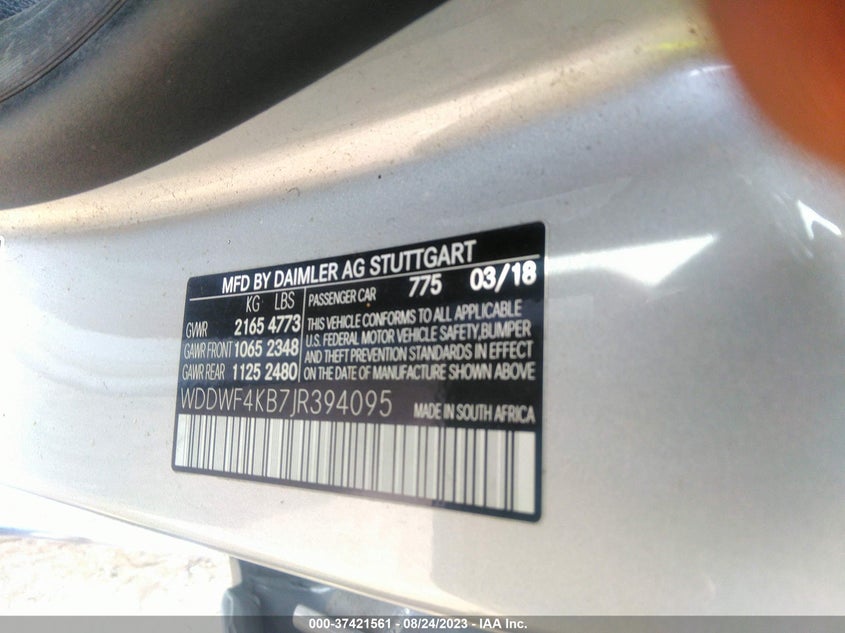 MFD BY DAIMLER AG STUTTGART
KG LBS
GVWR 2165 4773
GAWR FRONT 1065 2348
GAWR REAR 1125 2480
PASSENGER CAR 775 03/18
THIS VEHICLE CONFORMS TO ALL APPLICABLE
U.S. FEDERAL MOTOR VEHICLE SAFETY,BUMPER
AND THEFT PREVENTION STANDARDS IN EFFECT
ON THE DATE OF MANUFACTURE SHOWN ABOVE
WDDWF4KB7JR394095 MADE IN SOUTH AFRICA
000-37421561 - 08/24/2023 - IAA Inc.